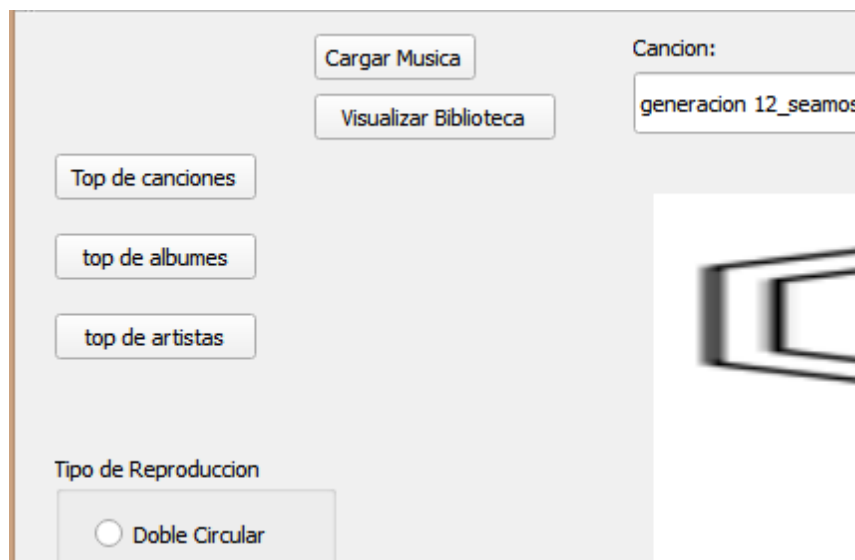 Cargar Musica
Cancion:
generacion 12_seamos
Visualizar Biblioteca
Top de canciones
top de albumes
top de artistas
Tipo de Reproduccion
Doble Circular